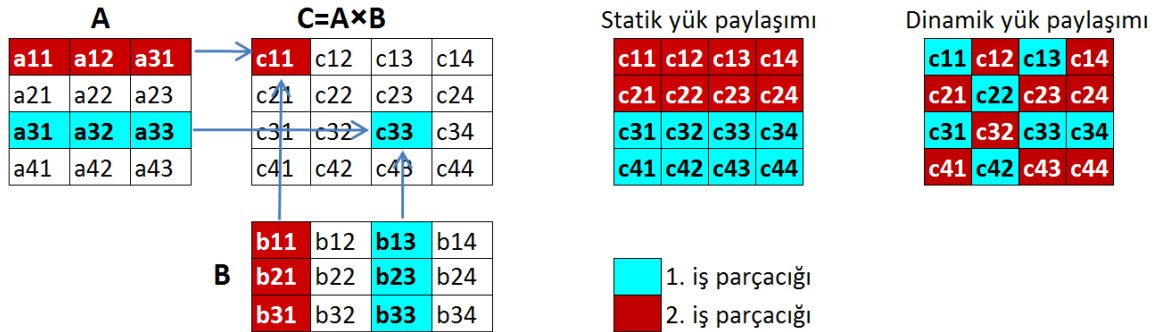 A
a11 a12 a31
a21 a22 a23
a31 a32 a33
a41 a42 a43
C=A×B
c11 c12 c13 c14
c21 c22 c23 c24
c31 c32 c33 c34
c41 c42 c43 c44
B
b11 b12 b13 b14
b21 b22 b23 b24
b31 b32 b33 b34
Statik yük paylaşımı
c11 c12 c13 c14
c21 c22 c23 c24
c31 c32 c33 c34
c41 c42 c43 c44
Dinamik yük paylaşımı
c11 c12 c13 c14
c21 c22 c23 c24
c31 c32 c33 c34
c41 c42 c43 c44
1. iş parçacığı
2. iş parçacığı